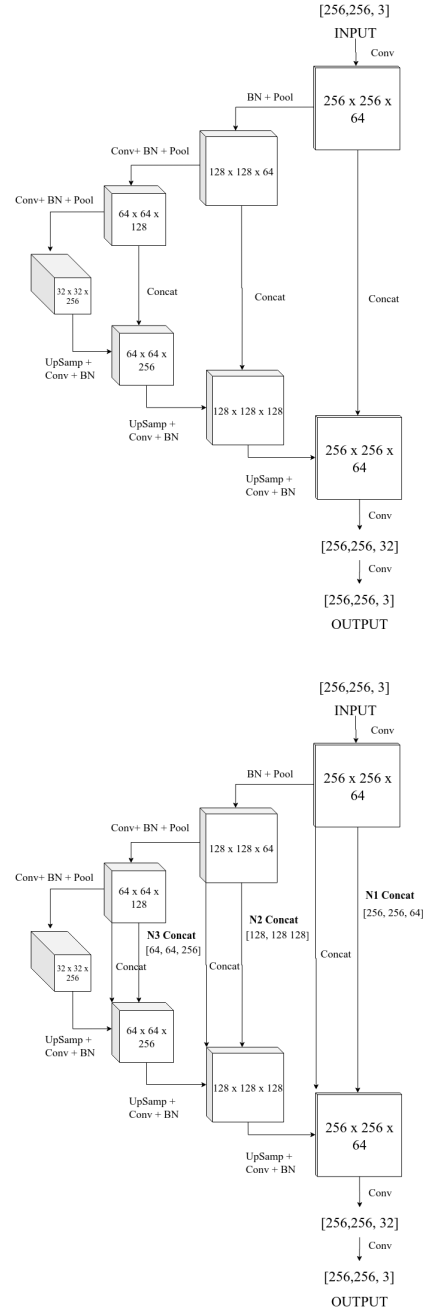 [256,256, 3]
INPUT
Conv
256 x 256 x
64
BN + Pool
128 x 128 x 64
Conv+ BN + Pool
64 x 64 x
128
Conv+ BN + Pool
32 x 32 x
256
Concat
Concat
UpSamp +
Conv + BN
64 x 64 x
256
UpSamp +
Conv + BN
128 x 128 x 128
UpSamp +
Conv + BN
256 x 256 x
64
Conv
[256,256, 32]
Conv
[256,256, 3]
OUTPUT
[256,256, 3]
INPUT
Conv
256 x 256 x
64
BN + Pool
128 x 128 x 64
Conv+ BN + Pool
64 x 64 x
128
Conv+ BN + Pool
32 x 32 x
256
N3 Concat
[64, 64, 256]
N2 Concat
[128, 128 128]
N1 Concat
[256, 256, 64]
Concat
Concat
Concat
UpSamp +
Conv + BN
64 x 64 x
256
UpSamp +
Conv + BN
128 x 128 x 128
UpSamp +
Conv + BN
256 x 256 x
64
Conv
[256,256, 32]
Conv
[256,256, 3]
OUTPUT